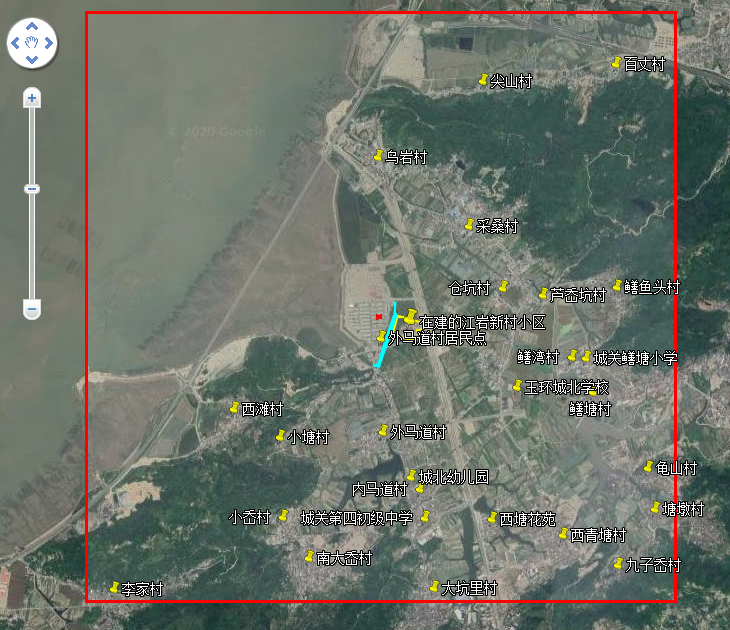 百丈村
尖山村
© 2020 Google
鸟岩村
采桑村
仓坑村
芦岙坑村
鳝鱼头村
在建的江岩新村小区
外马道村居民点
鳝湾村
城关鳝塘小学
玉环城北学校
西滩村
鳝塘村
小塘村
外马道村
龟山村
城北幼儿园
内马道村
塘墩村
小岙村
城关第四初级中学
西塘花苑
西青塘村
南大岙村
九子岙村
李家村
大坑里村